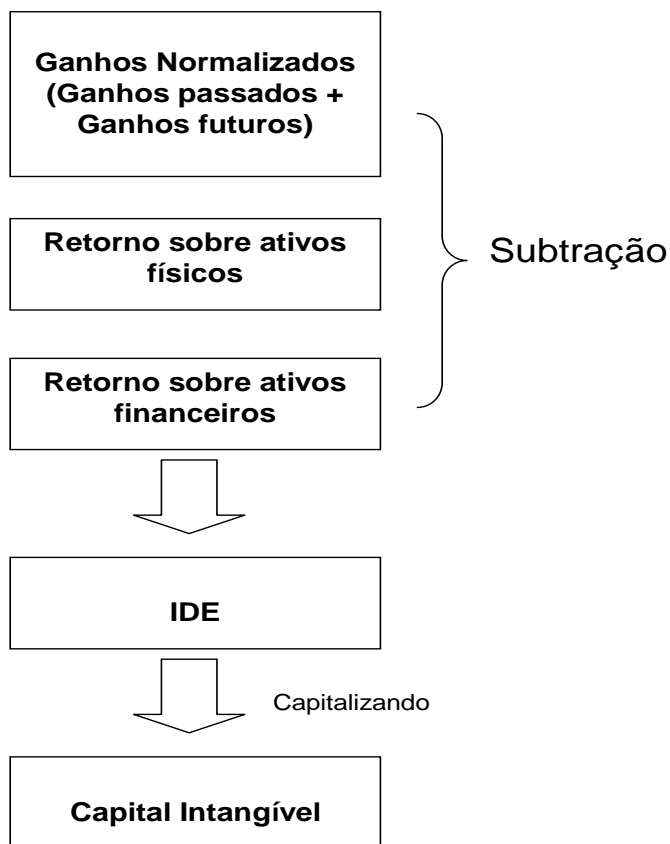 Ganhos Normalizados
(Ganhos passados +
Ganhos futuros)
Subtração
Retorno sobre ativos
físicos
Retorno sobre ativos
financeiros
IDE
Capitalizando
Capital Intangível